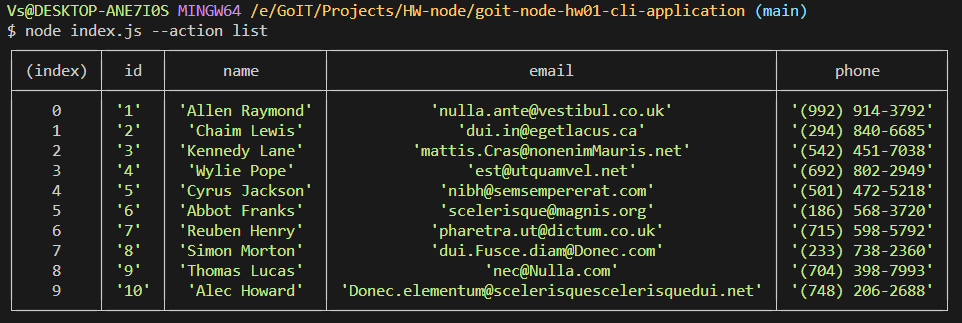 Vs@DESKTOP-ANE7I0S MINGW64 /e/GoIT/Projects/HW-node/goit-node-hw01-cli-application (main)
$ node index.js --action list
(index) id name email phone
0 '1' 'Allen Raymond' 'nulla.ante@vestibul.co.uk' '(992) 914-3792'
1 '2' 'Chaim Lewis' 'dui.in@egetlacus.ca' '(294) 840-6685'
2 '3' 'Kennedy Lane' 'mattis.Cras@nonenimMauris.net' '(542) 451-7038'
3 '4' 'Wylie Pope' 'est@utquamvel.net' '(692) 802-2949'
4 '5' 'Cyrus Jackson' 'nibh@semsempererat.com' '(501) 472-5218'
5 '6' 'Abbot Franks' 'scelerisque@magnis.org' '(186) 568-3720'
6 '7' 'Reuben Henry' 'pharetra.ut@dictum.co.uk' '(715) 598-5792'
7 '8' 'Simon Morton' 'dui.Fusce.diam@Donec.com' '(233) 738-2360'
8 '9' 'Thomas Lucas' 'nec@Nulla.com' '(704) 398-7993'
9 '10' 'Alec Howard' 'Donec.elementum@scelerisquescelerisquedui.net' '(748) 206-2688'